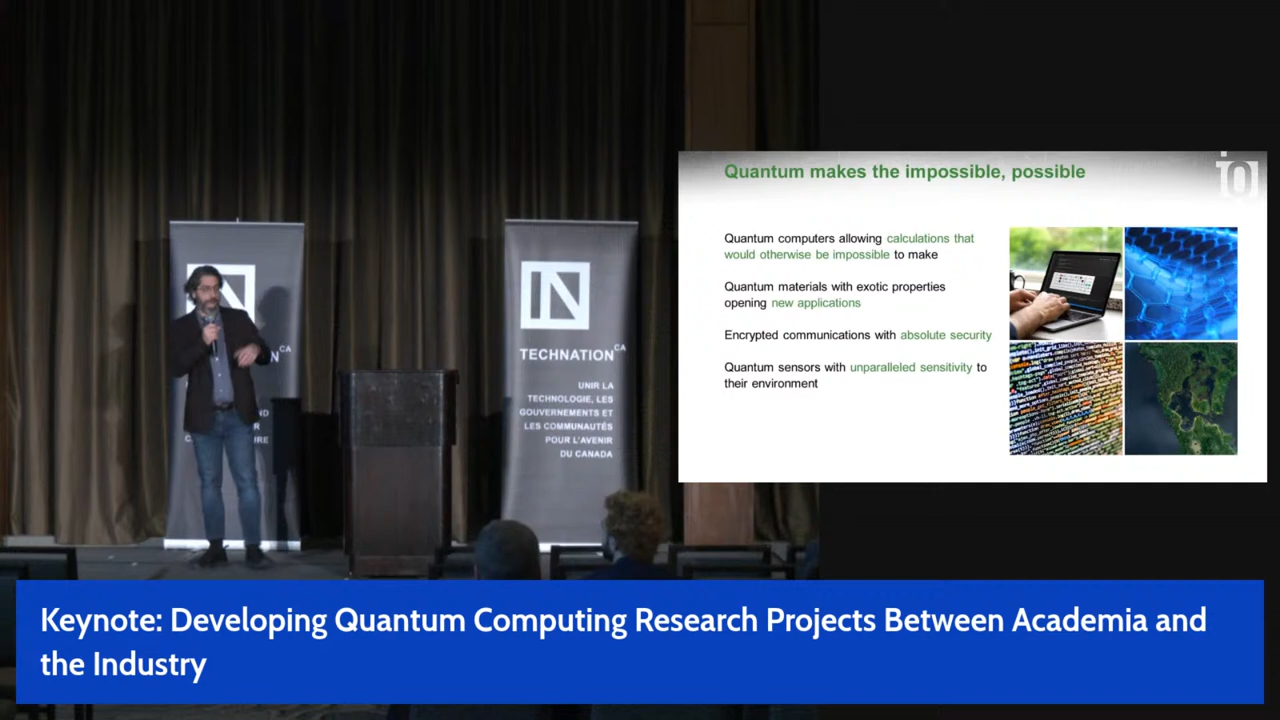 Quantum makes the impossible, possible
Quantum computers allowing calculations that
would otherwise be impossible to make
Quantum materials with exotic properties
opening new applications
Encrypted communications with absolute security
Quantum sensors with unparalleled sensitivity to
their environment
TECHNATION CA
UNIR LA
TECHNOLOGIE, LES
GOUVERNEMENTS ET
LES COMMUNAUTÉS
POUR L'AVENIR
DU CANADA
Keynote: Developing Quantum Computing Research Projects Between Academia and
the Industry